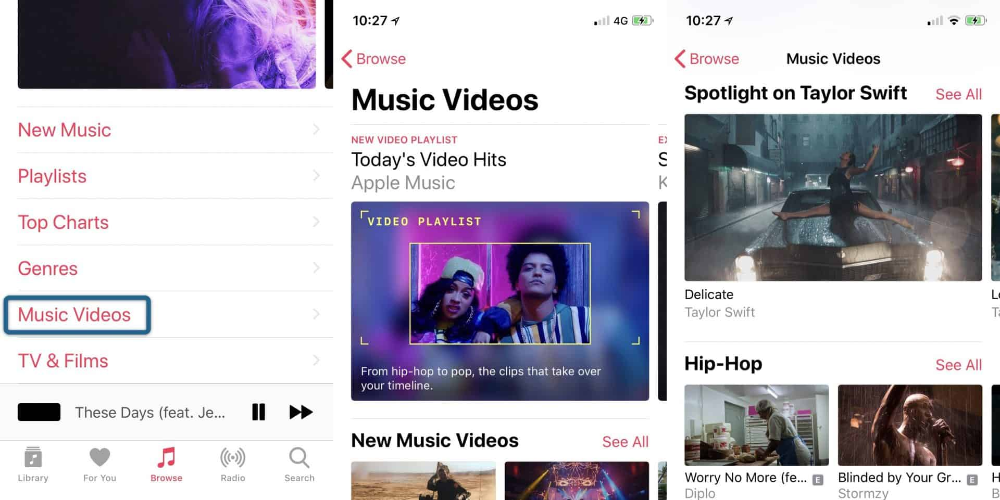 New Music
Playlists
Top Charts
Genres
Music Videos
TV & Films
These Days (feat. Je...
Library
For You
Browse
Radio
Search
10:27
4G
Browse
Music Videos
NEW VIDEO PLAYLIST
Today's Video Hits
Apple Music
VIDEO PLAYLIST
From hip-hop to pop, the clips that take over
your timeline.
New Music Videos
See All
10:27
Browse
Music Videos
Spotlight on Taylor Swift
See All
Delicate
Taylor Swift
Hip-Hop
See All
Worry No More (fe... E
Diplo
Blinded by Your Gr... E
Stormzy